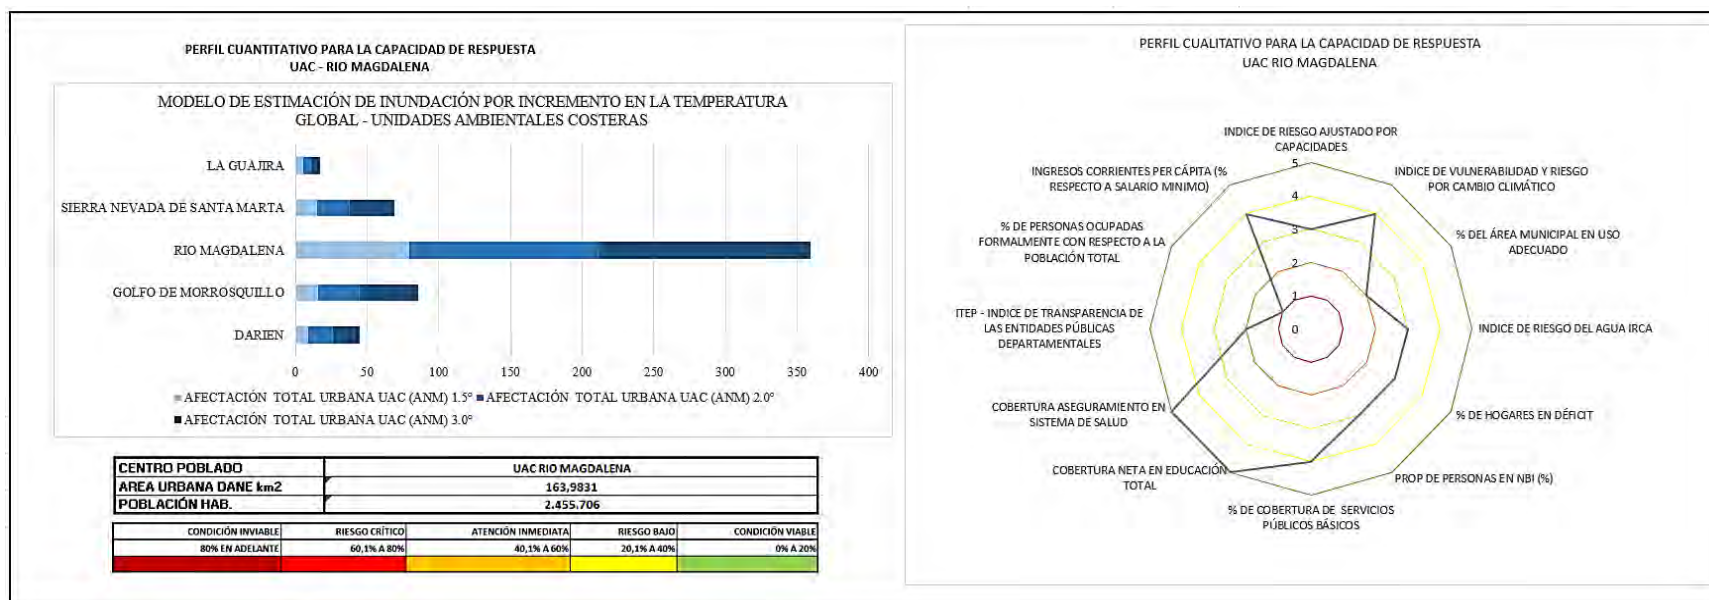 PERFIL CUANTITATIVO PARA LA CAPACIDAD DE RESPUESTA
UAC - RIO MAGDALENA
MODELO DE ESTIMACIÓN DE INUNDACIÓN POR INCREMENTO EN LA TEMPERATURA
GLOBAL - UNIDADES AMBIENTALES COSTERAS
LA GUAJIRA
SIERRA NEVADA DE SANTA MARTA
RIO MAGDALENA
GOLFO DE MORROSQUILLO
DARIEN
0 50 100 150 200 250 300 350 400
AFECTACIÓN TOTAL URBANA UAC (ANM) 1.5° AFECTACIÓN TOTAL URBANA UAC (ANM) 2.0°
AFECTACIÓN TOTAL URBANA UAC (ANM) 3.0°
CENTRO POBLADO UAC RIO MAGDALENA
AREA URBANA DANE km2 163,9831
POBLACIÓN HAB. 2.455.706
CONDICIÓN INVIABLE RIESGO CRÍTICO ATENCIÓN INMEDIATA RIESGO BAJO CONDICIÓN VIABLE
80% EN ADELANTE 60,1% A 80% 40,1% A 60% 20,1% A 40% 0% A 20%
PERFIL CUALITATIVO PARA LA CAPACIDAD DE RESPUESTA
UAC RIO MAGDALENA
INDICE DE RIESGO AJUSTADO POR
CAPACIDADES
INDICE DE VULNERABILIDAD Y RIESGO
POR CAMBIO CLIMÁTICO
% DEL ÁREA MUNICIPAL EN USO
ADECUADO
INDICE DE RIESGO DEL AGUA IRCA
% DE HOGARES EN DÉFICIT
PROP DE PERSONAS EN NBI (%)
% DE COBERTURA DE SERVICIOS
PÚBLICOS BÁSICOS
COBERTURA NETA EN EDUCACIÓN
TOTAL
COBERTURA ASEGURAMIENTO EN
SISTEMA DE SALUD
ITEP - INDICE DE TRANSPARENCIA DE
LAS ENTIDADES PÚBLICAS
DEPARTAMENTALES
% DE PERSONAS OCUPADAS
FORMALMENTE CON RESPECTO A LA
POBLACIÓN TOTAL
INGRESOS CORRIENTES PER CÁPITA (%
RESPECTO A SALARIO MINIMO)
5
4
3
2
1
0